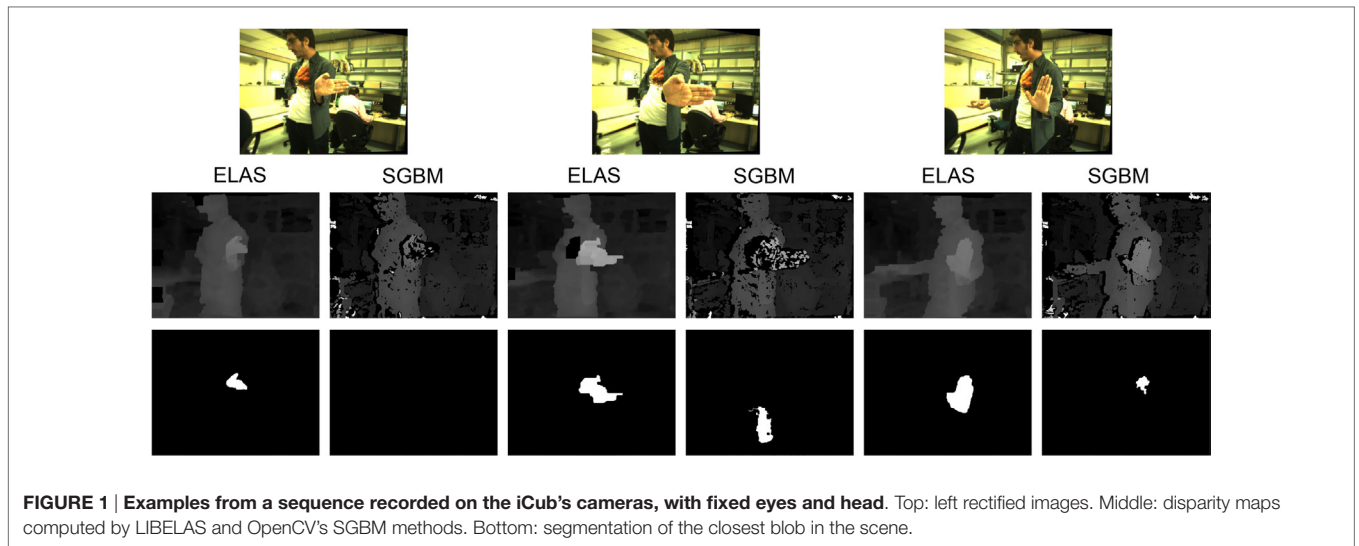 ELAS SGBM ELAS SGBM ELAS SGBM
FIGURE 1 | Examples from a sequence recorded on the iCub's cameras, with fixed eyes and head. Top: left rectified images. Middle: disparity maps
computed by LIBELAS and OpenCV's SGBM methods. Bottom: segmentation of the closest blob in the scene.